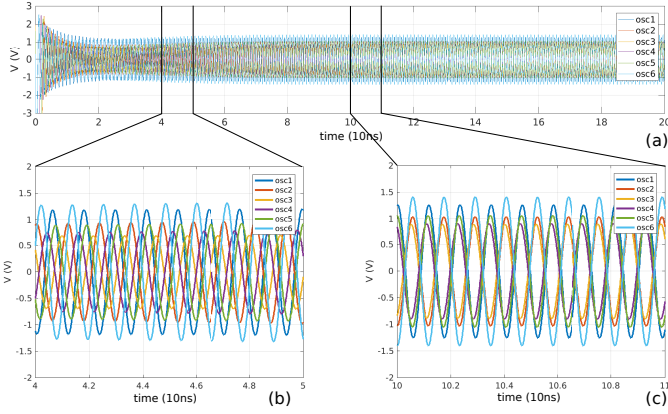 3
2
1
0
-1
-2
-3
V (V)
0 2 4 6 8 10 12 14 16 18 20
time (10ns)
(a)
osc1
osc2
osc3
osc4
osc5
osc6
2
1.5
1
0.5
0
-0.5
-1
-1.5
-2
V (V)
4 4.2 4.4 4.6 4.8 5
time (10ns)
(b)
osc1
osc2
osc3
osc4
osc5
osc6
2
1.5
1
0.5
0
-0.5
-1
-1.5
-2
V (V)
10 10.2 10.4 10.6 10.8 11
time (10ns)
(c)
osc1
osc2
osc3
osc4
osc5
osc6